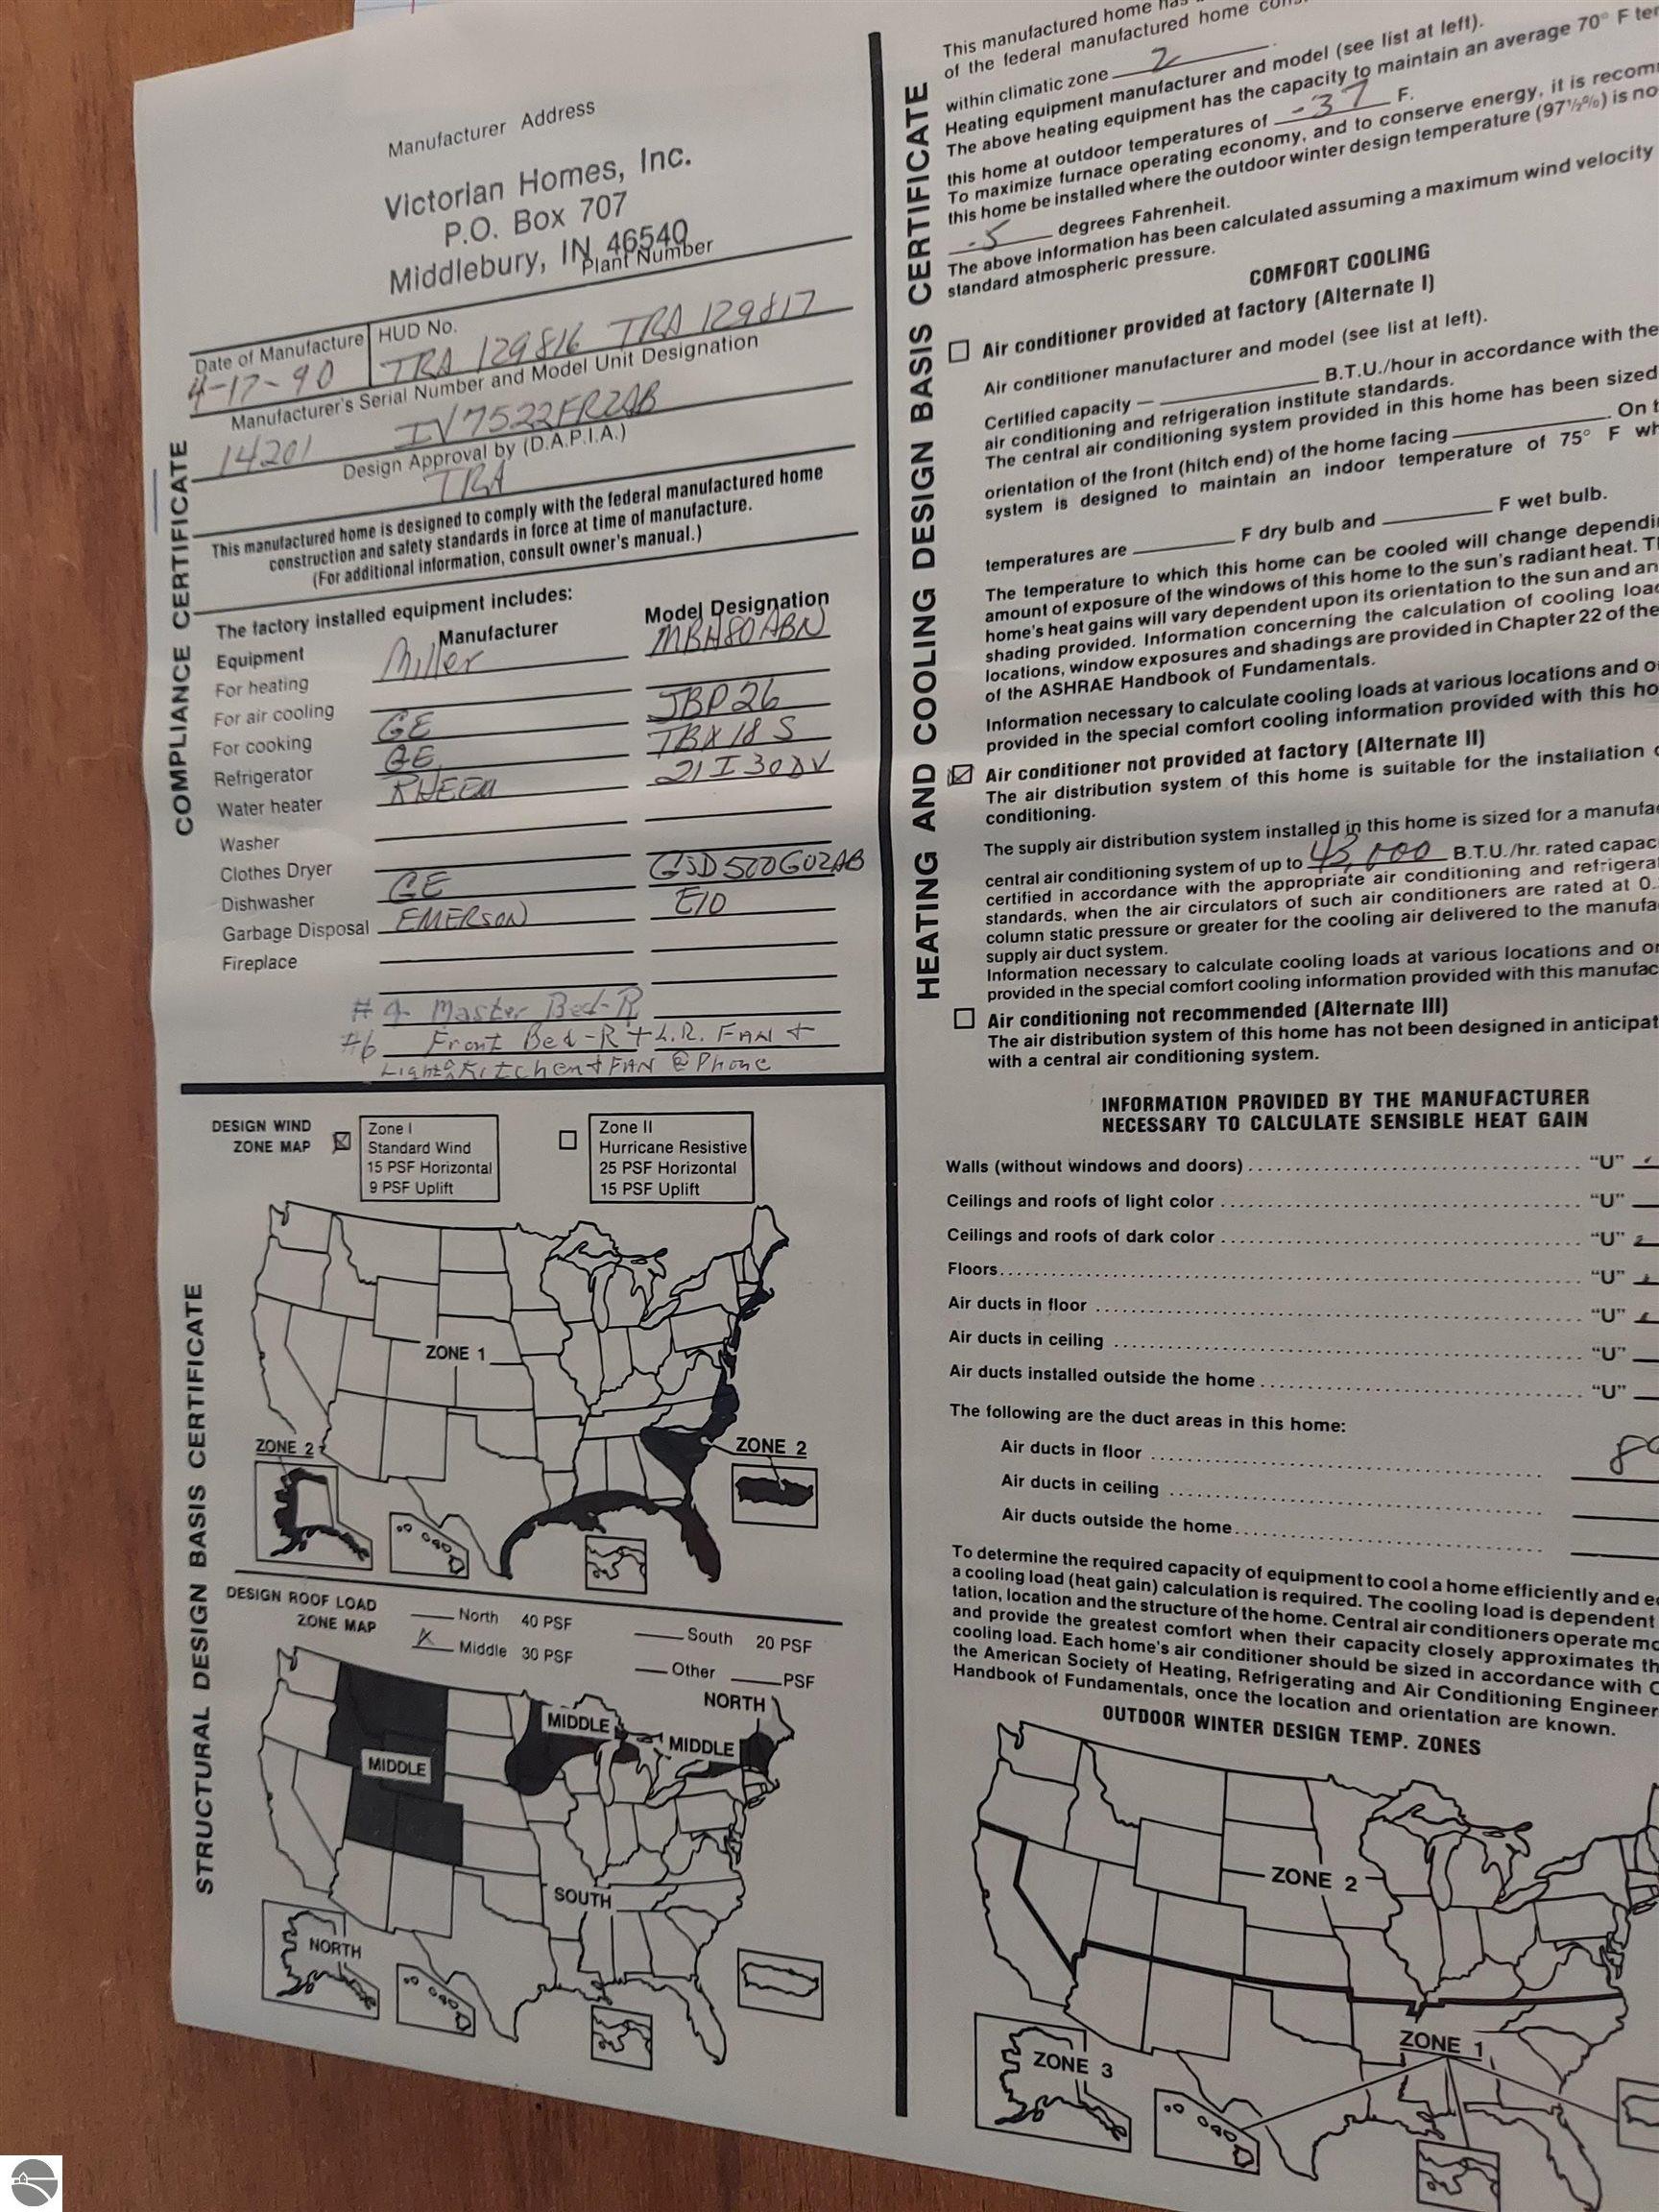 Manufacturer Address
Victorian Homes, Inc.
P.O. Box 707
Middlebury, IN 46540
Plant Number
Date of Manufacture
4-17-90
HUD No.
TRA 129816 TRA 129817
Manufacturer's Serial Number and Model Unit Designation
14201 IV7522FR2AB
Design Approval by (D.A.P.I.A.)
TRA
This manufactured home is designed to comply with the federal manufactured home
construction and safety standards in force at time of manufacture.
(For additional information, consult owner's manual.)
COMPLIANCE CERTIFICATE
The factory installed equipment includes:
Equipment Manufacturer Model Designation
For heating Miller MBH80ABN
For air cooling
For cooking GE JBP26
Refrigerator GE TBX18S
Water heater RHEEM 21I30DV
Washer
Clothes Dryer
Dishwasher GE GSD500G02AB
Garbage Disposal EMERSON E10
Fireplace
#4- Master Bed-R
#6 Front Bed-R + L.R. FAN +
Light Kitchen + FAN @ Phone
DESIGN WIND
ZONE MAP
Zone I
Standard Wind
15 PSF Horizontal
9 PSF Uplift
Zone II
Hurricane Resistive
25 PSF Horizontal
15 PSF Uplift
ZONE 1
ZONE 2
ZONE 2
STRUCTURAL DESIGN BASIS CERTIFICATE
DESIGN ROOF LOAD
ZONE MAP
North 40 PSF
X Middle 30 PSF
South 20 PSF
Other PSF
NORTH
MIDDLE
MIDDLE
MIDDLE
SOUTH
NORTH
HEATING AND COOLING DESIGN BASIS CERTIFICATE
This manufactured home has
of the federal manufactured home
within climatic zone 2.
Heating equipment manufacturer and model (see list at left).
The above heating equipment has the capacity to maintain an average 70° F
this home at outdoor temperatures of -37 F.
To maximize furnace operating economy, and to conserve energy, it is
this home be installed where the outdoor winter design temperature (97½%) is
-5 degrees Fahrenheit.
The above information has been calculated assuming a maximum wind velocity
standard atmospheric pressure.
COMFORT COOLING
Air conditioner provided at factory (Alternate I)
Air conditioner manufacturer and model (see list at left).
Certified capacity — B.T.U./hour in accordance with the
air conditioning and refrigeration institute standards.
The central air conditioning system provided in this home has been sized
orientation of the front (hitch end) of the home facing . On
system is designed to maintain an indoor temperature of 75° F
temperatures are F dry bulb and F wet bulb.
The temperature to which this home can be cooled will change
amount of exposure of the windows of this home to the sun's radiant heat.
home's heat gains will vary dependent upon its orientation to the sun and
shading provided. Information concerning the calculation of cooling
locations, window exposures and shadings are provided in Chapter 22 of the
of the ASHRAE Handbook of Fundamentals.
Information necessary to calculate cooling loads at various locations and
provided in the special comfort cooling information provided with this
Air conditioner not provided at factory (Alternate II)
The air distribution system of this home is suitable for the installation
conditioning.
The supply air distribution system installed in this home is sized for a
central air conditioning system of up to 43,000 B.T.U./hr. rated
certified in accordance with the appropriate air conditioning and
standards, when the air circulators of such air conditioners are rated at
column static pressure or greater for the cooling air delivered to the
supply air duct system.
Information necessary to calculate cooling loads at various locations and
provided in the special comfort cooling information provided with this
Air conditioning not recommended (Alternate III)
The air distribution system of this home has not been designed in
with a central air conditioning system.
INFORMATION PROVIDED BY THE MANUFACTURER
NECESSARY TO CALCULATE SENSIBLE HEAT GAIN
Walls (without windows and doors) "U"
Ceilings and roofs of light color "U"
Ceilings and roofs of dark color "U"
Floors "U"
Air ducts in floor "U"
Air ducts in ceiling "U"
Air ducts installed outside the home "U"
The following are the duct areas in this home:
Air ducts in floor
Air ducts in ceiling
Air ducts outside the home
To determine the required capacity of equipment to cool a home efficiently and
a cooling load (heat gain) calculation is required. The cooling load is dependent
tation, location and the structure of the home. Central air conditioners operate
and provide the greatest comfort when their capacity closely approximates
cooling load. Each home's air conditioner should be sized in accordance with
the American Society of Heating, Refrigerating and Air Conditioning
Handbook of Fundamentals, once the location and orientation are known.
OUTDOOR WINTER DESIGN TEMP. ZONES
ZONE 2
ZONE 1
ZONE 3